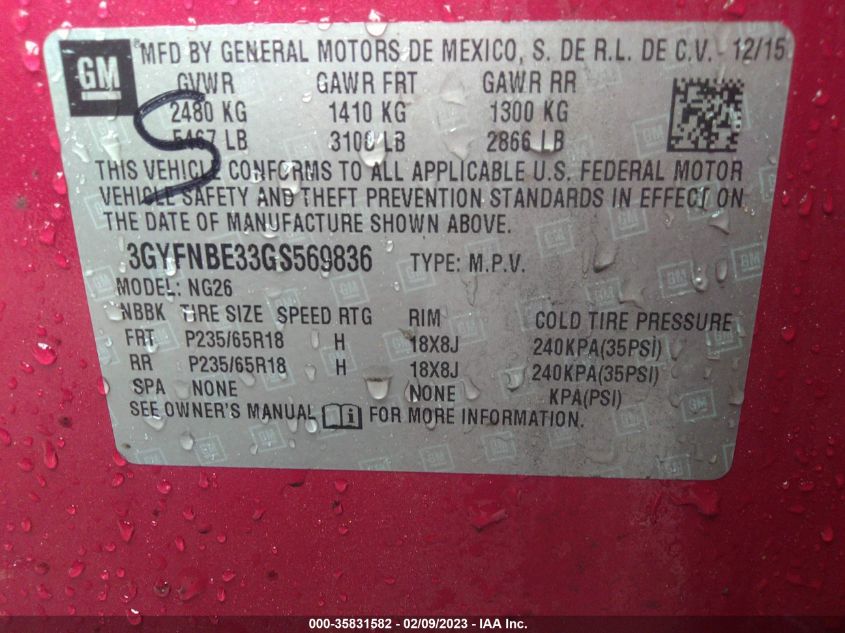 GM
®MFD BY GENERAL MOTORS DE MEXICO, S. DE R.L. DE C.V. 12/15
GVWR GAWR FRT GAWR RR
2480 KG 1410 KG 1300 KG
5467 LB 3108 LB 2866 LB
THIS VEHICLE CONFORMS TO ALL APPLICABLE U.S. FEDERAL MOTOR
VEHICLE SAFETY AND THEFT PREVENTION STANDARDS IN EFFECT ON
THE DATE OF MANUFACTURE SHOWN ABOVE.
3GYFNBE33GS569836 TYPE: M.P.V.
MODEL: NG26
NBBK TIRE SIZE SPEED RTG RIM COLD TIRE PRESSURE
FRT P235/65R18 H 18X8J 240KPA(35PSI)
RR P235/65R18 H 18X8J 240KPA(35PSI)
SPA NONE NONE KPA(PSI)
SEE OWNER'S MANUAL FOR MORE INFORMATION.
000-35831582 / 02/09/2023 - IAA Inc.